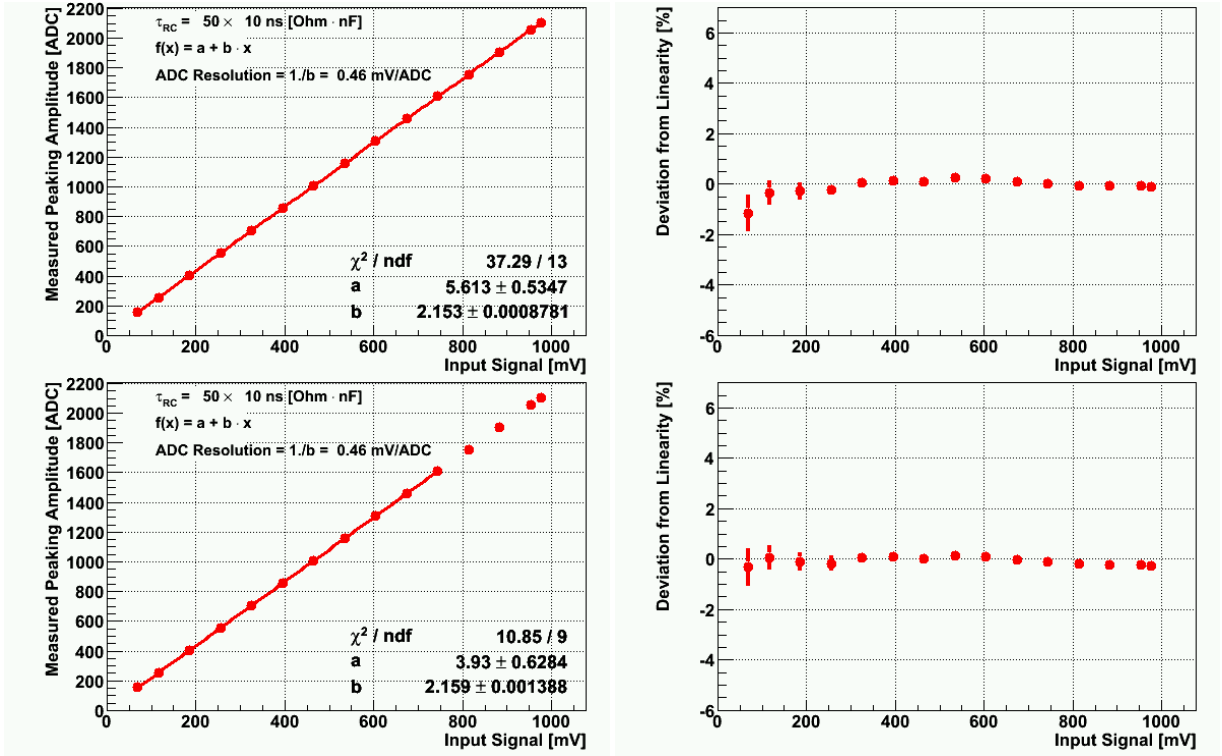 τRC = 50 × 10 ns [Ohm · nF]
f(x) = a + b · x
ADC Resolution = 1./b = 0.46 mV/ADC
Measured Peaking Amplitude [ADC]
2200
2000
1800
1600
1400
1200
1000
800
600
400
200
0
χ² / ndf 37.29 / 13
a 5.613 ± 0.5347
b 2.153 ± 0.0008781
0 200 400 600 800 1000
Input Signal [mV]
Deviation from Linearity [%]
6
4
2
0
-2
-4
-6
0 200 400 600 800 1000
Input Signal [mV]
τRC = 50 × 10 ns [Ohm · nF]
f(x) = a + b · x
ADC Resolution = 1./b = 0.46 mV/ADC
Measured Peaking Amplitude [ADC]
2200
2000
1800
1600
1400
1200
1000
800
600
400
200
0
χ² / ndf 10.85 / 9
a 3.93 ± 0.6284
b 2.159 ± 0.001388
0 200 400 600 800 1000
Input Signal [mV]
Deviation from Linearity [%]
6
4
2
0
-2
-4
-6
0 200 400 600 800 1000
Input Signal [mV]